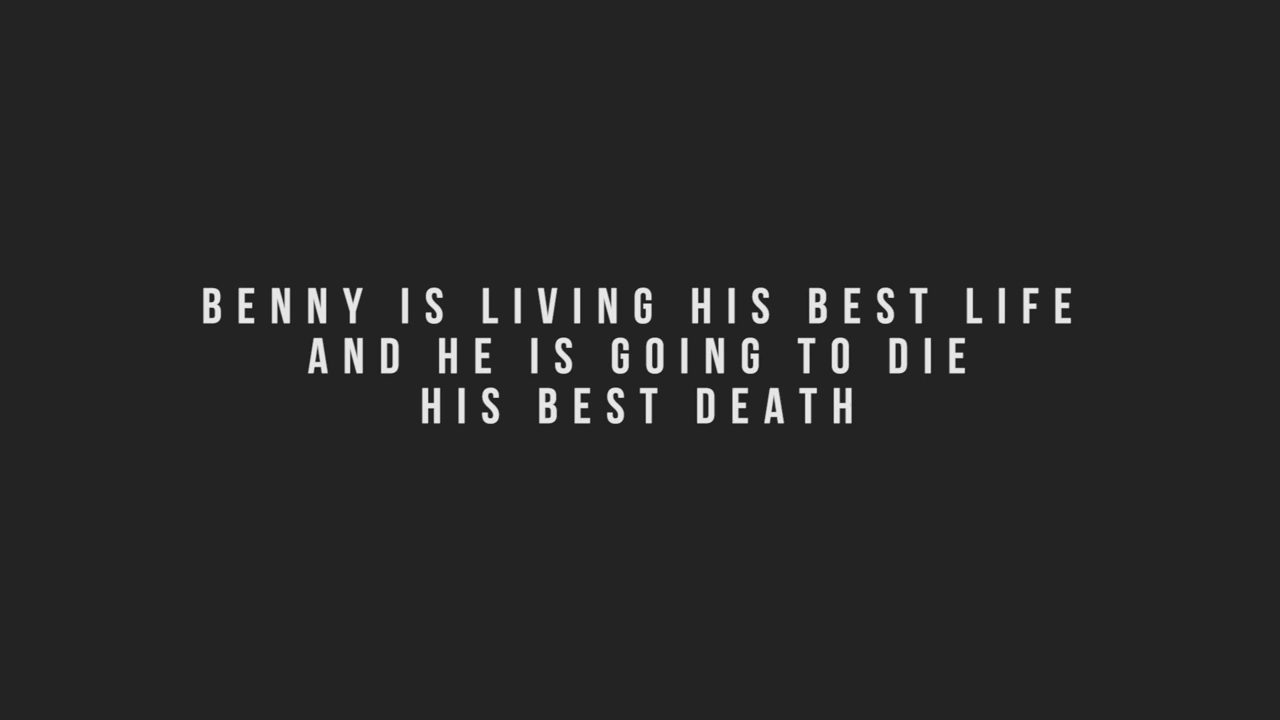 BENNY IS LIVING HIS BEST LIFE
AND HE IS GOING TO DIE
HIS BEST DEATH